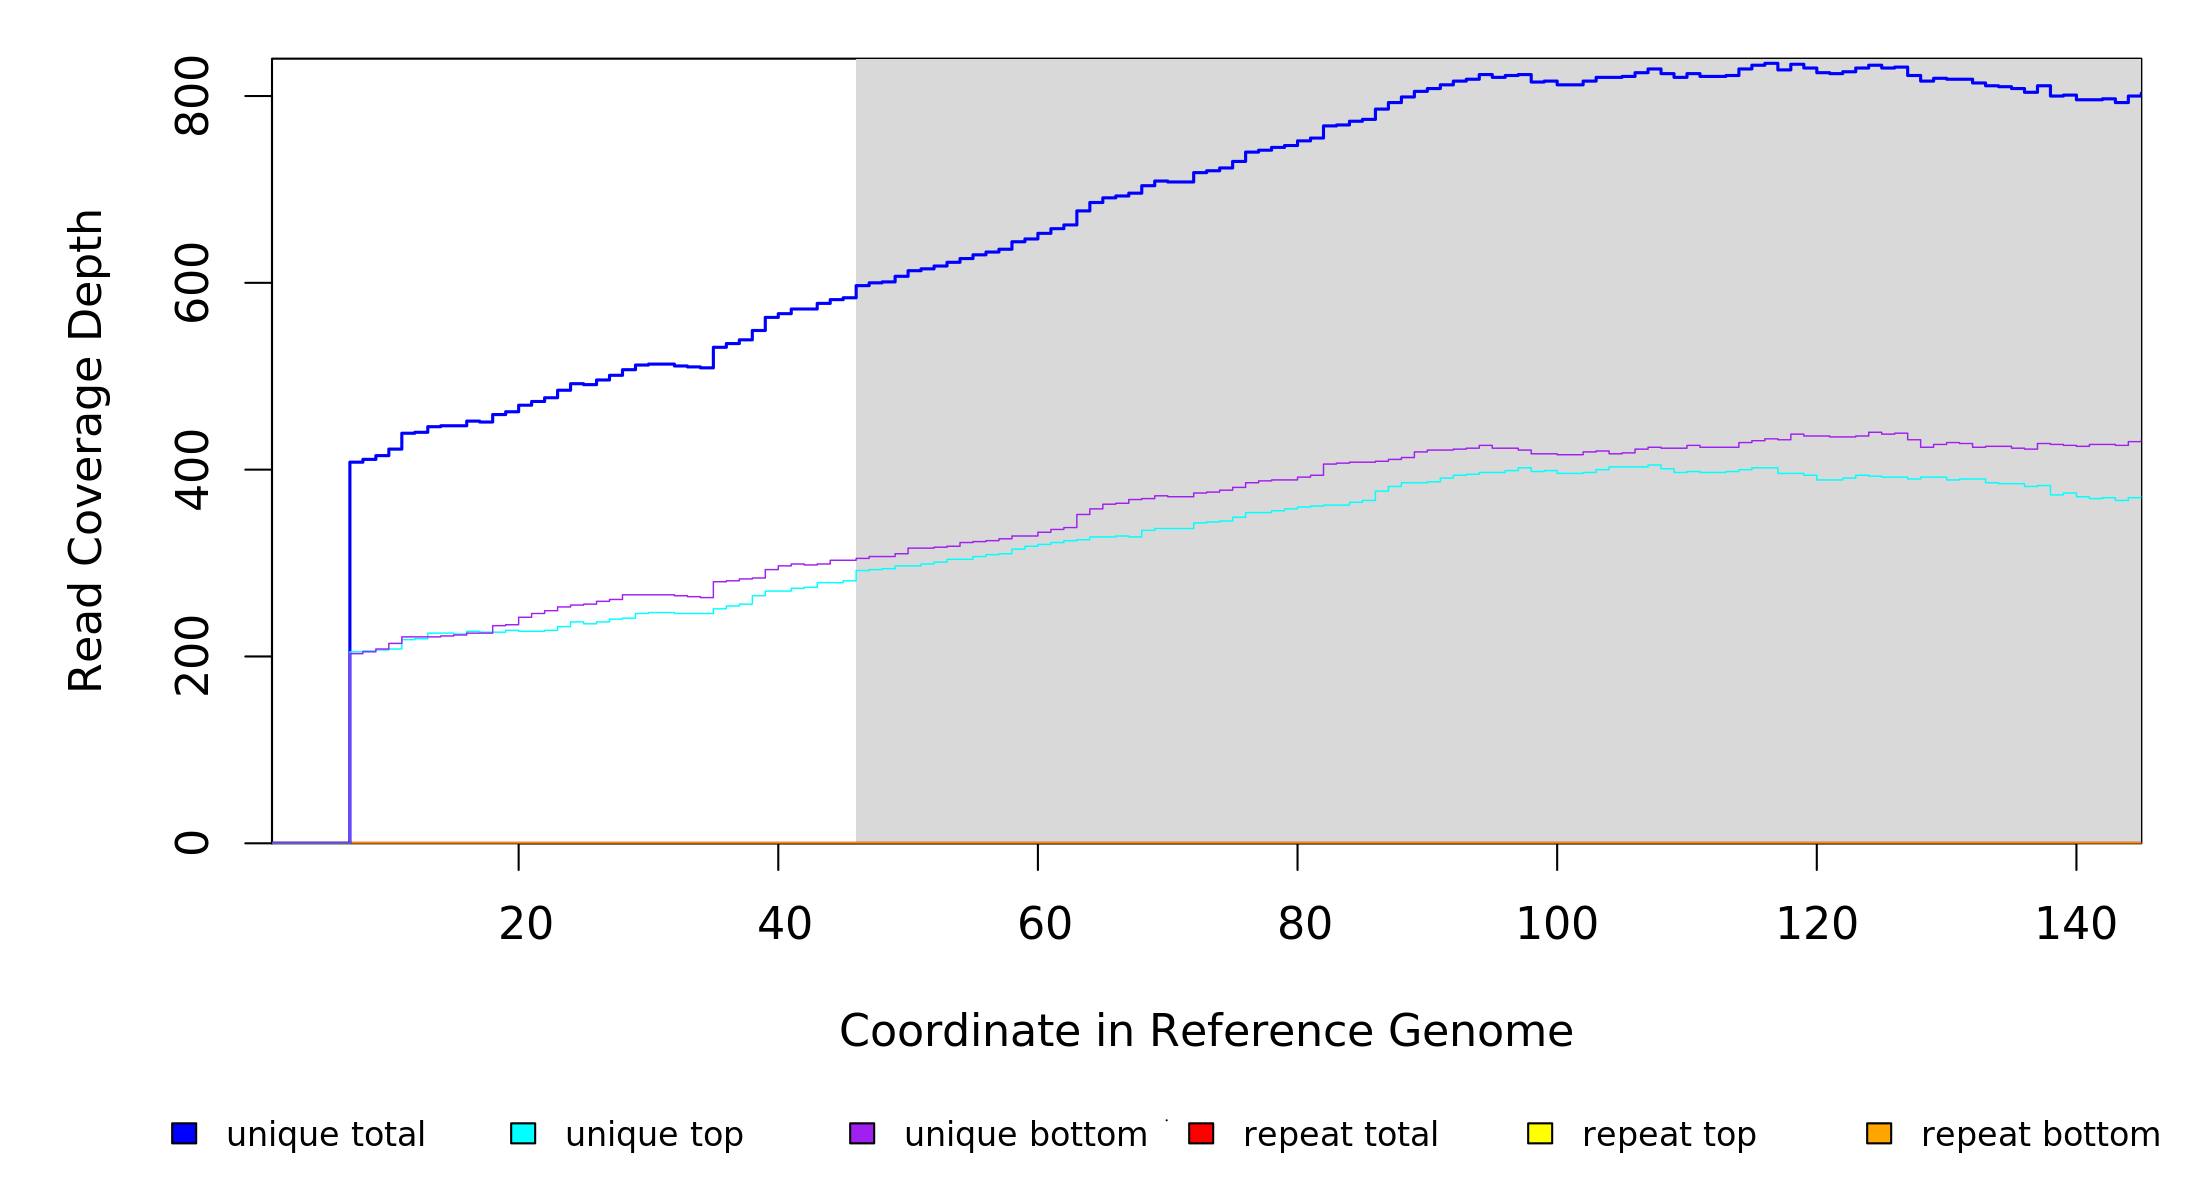 Read Coverage Depth
800
600
400
200
0
20 40 60 80 100 120 140
Coordinate in Reference Genome
unique total unique top unique bottom repeat total repeat top repeat bottom